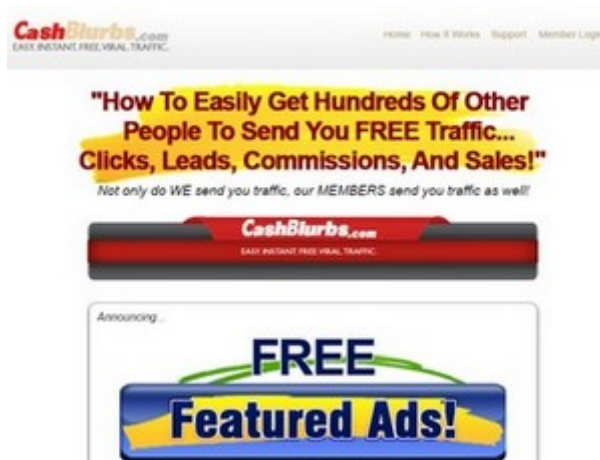 CashBlurbs.com
EASY. INSTANT. FREE. VIRAL. TRAFFIC.
Home How It Works Support Member Login
"How To Easily Get Hundreds Of Other
People To Send You FREE Traffic...
Clicks, Leads, Commissions, And Sales!"
Not only do WE send you traffic, our MEMBERS send you traffic as well!
CashBlurbs.com
EASY. INSTANT. FREE. VIRAL. TRAFFIC.
Announcing...
FREE
Featured Ads!